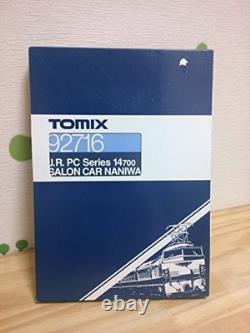 TOMIX
92716
J.R. PC Series 14700
SALON CAR NANIWA